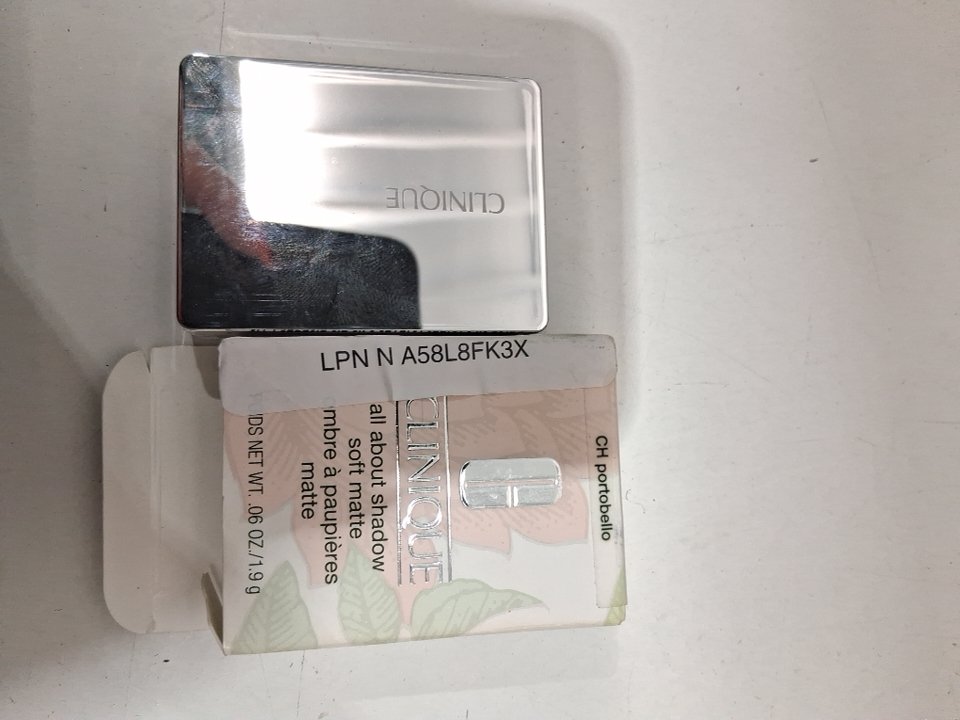 CLINIQUE
LPN N A58L8FK3X
CH portobello
CLINIQUE
all about shadow
soft matte
ombre à paupières
matte
NET WT. .06 OZ./1.9 g